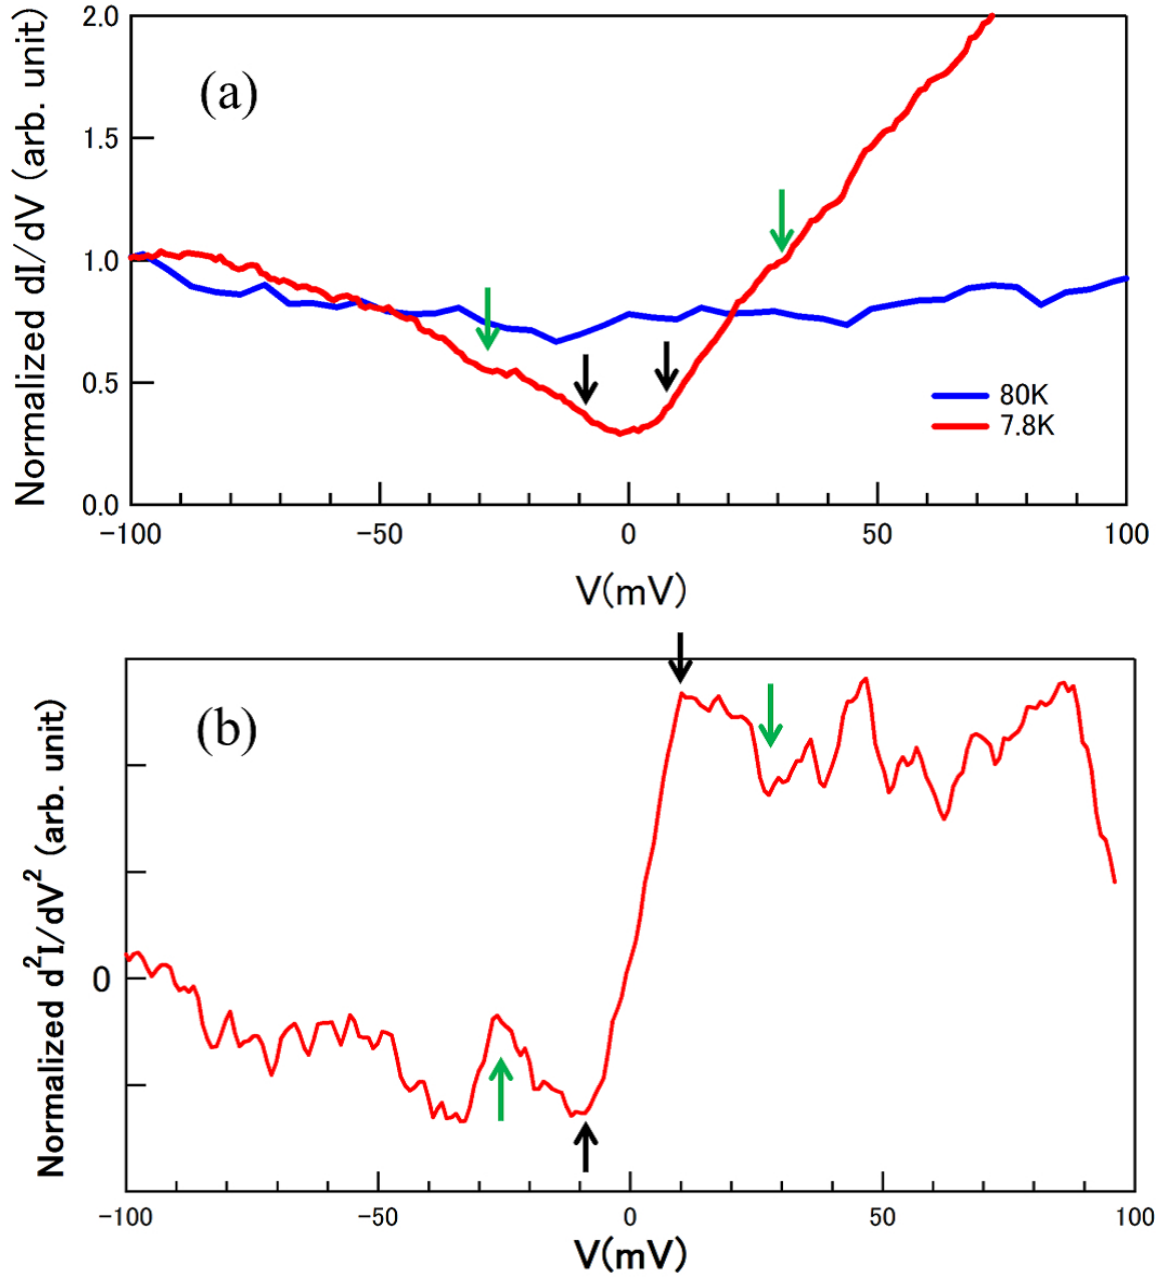 (a)
Normalized dI/dV (arb. unit)
2.0
1.5
1.0
0.5
0.0
80K
7.8K
-100
-50
0
50
100
V(mV)
(b)
Normalized d²I/dV² (arb. unit)
0
-100
-50
0
50
100
V(mV)